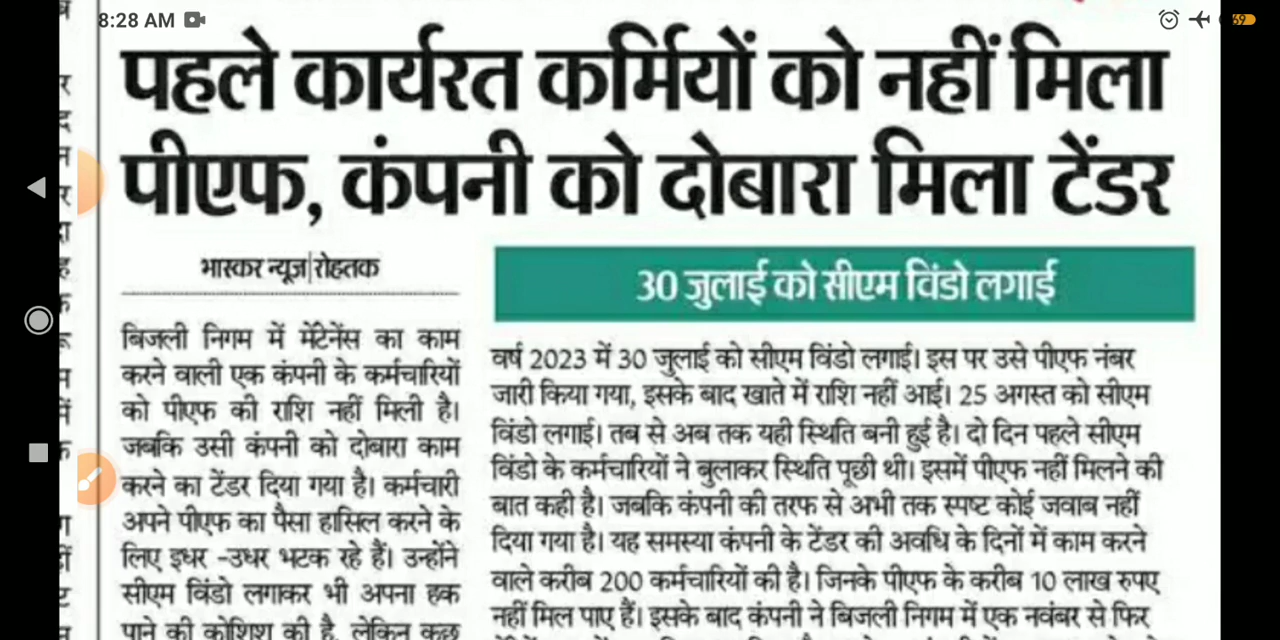 8:28 AM
69
पहले कार्यरत कर्मियों को नहीं मिला
पीएफ, कंपनी को दोबारा मिला टेंडर
भास्कर न्यूज|रोहतक
बिजली निगम में मेंटेनेंस का काम
करने वाली एक कंपनी के कर्मचारियों
को पीएफ की राशि नहीं मिली है।
जबकि उसी कंपनी को दोबारा काम
करने का टेंडर दिया गया है। कर्मचारी
अपने पीएफ का पैसा हासिल करने के
लिए इधर -उधर भटक रहे हैं। उन्होंने
सीएम विंडो लगाकर भी अपना हक
पाने की कोशिश की है, लेकिन कुछ
30 जुलाई को सीएम विंडो लगाई
वर्ष 2023 में 30 जुलाई को सीएम विंडो लगाई। इस पर उसे पीएफ नंबर
जारी किया गया, इसके बाद खाते में राशि नहीं आई। 25 अगस्त को सीएम
विंडो लगाई। तब से अब तक यही स्थिति बनी हुई है। दो दिन पहले सीएम
विंडो के कर्मचारियों ने बुलाकर स्थिति पूछी थी। इसमें पीएफ नहीं मिलने की
बात कही है। जबकि कंपनी की तरफ से अभी तक स्पष्ट कोई जवाब नहीं
दिया गया है। यह समस्या कंपनी के टेंडर की अवधि के दिनों में काम करने
वाले करीब 200 कर्मचारियों की है। जिनके पीएफ के करीब 10 लाख रुपए
नहीं मिल पाए हैं। इसके बाद कंपनी ने बिजली निगम में एक नवंबर से फिर